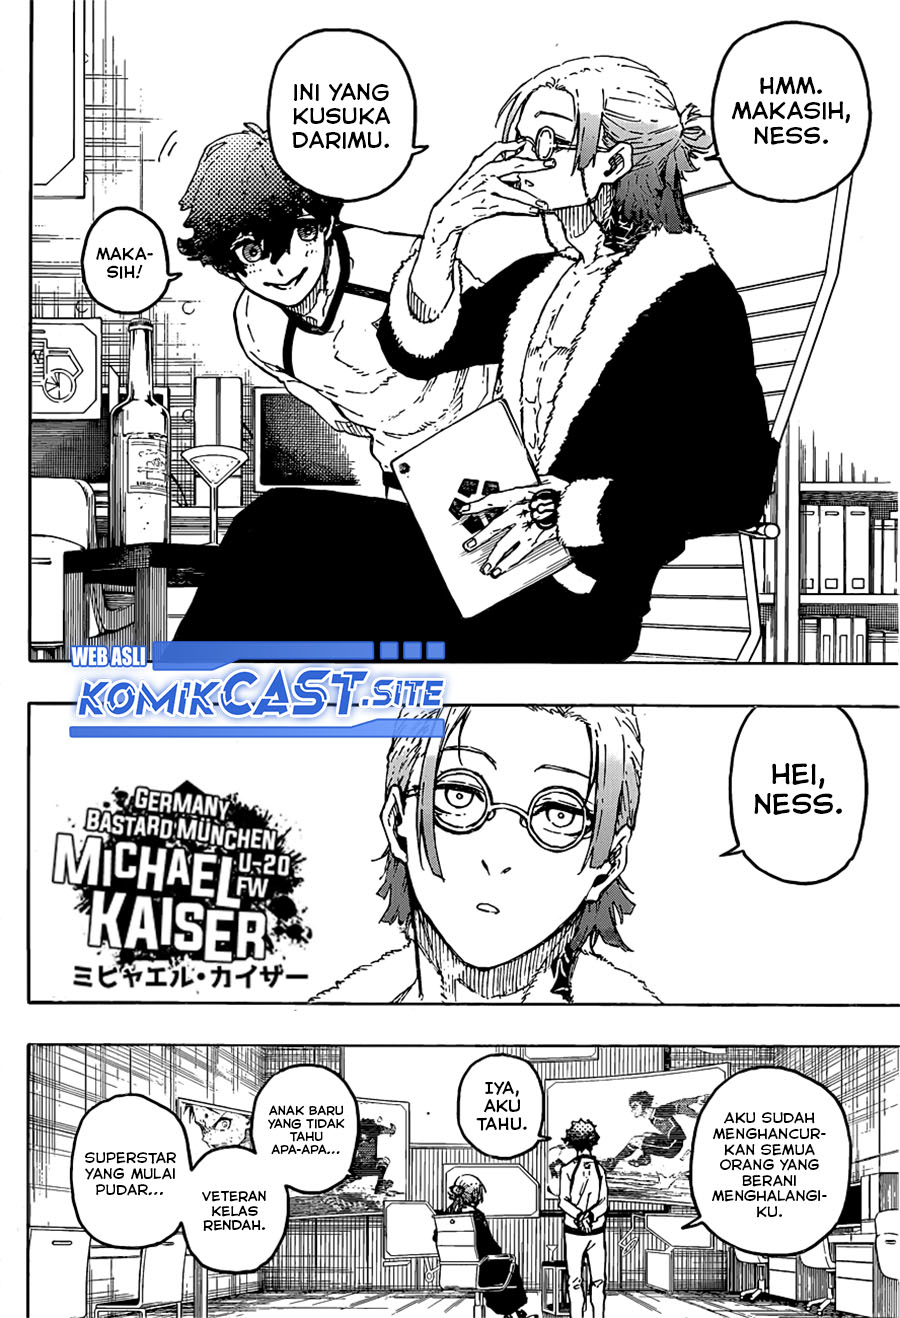 HMM.
MAKASIH,
NESS.
INI YANG
KUSUKA
DARIMU.
MAKA-
SIH!
WEB ASLI
KOMIKCAST.SITE
HEI,
NESS.
GERMANY
BASTARD MÜNCHEN
U-20
FW
MICHAEL
KAISER
ミヒャエル・カイザー
AKU SUDAH
MENGHANCUR-
KAN SEMUA
ORANG YANG
BERANI
MENGHALANGI-
KU.
IYA,
AKU
TAHU.
ANAK BARU
YANG TIDAK
TAHU
APA-APA...
VETERAN
KELAS
RENDAH.
SUPERSTAR
YANG MULAI
PUDAR...